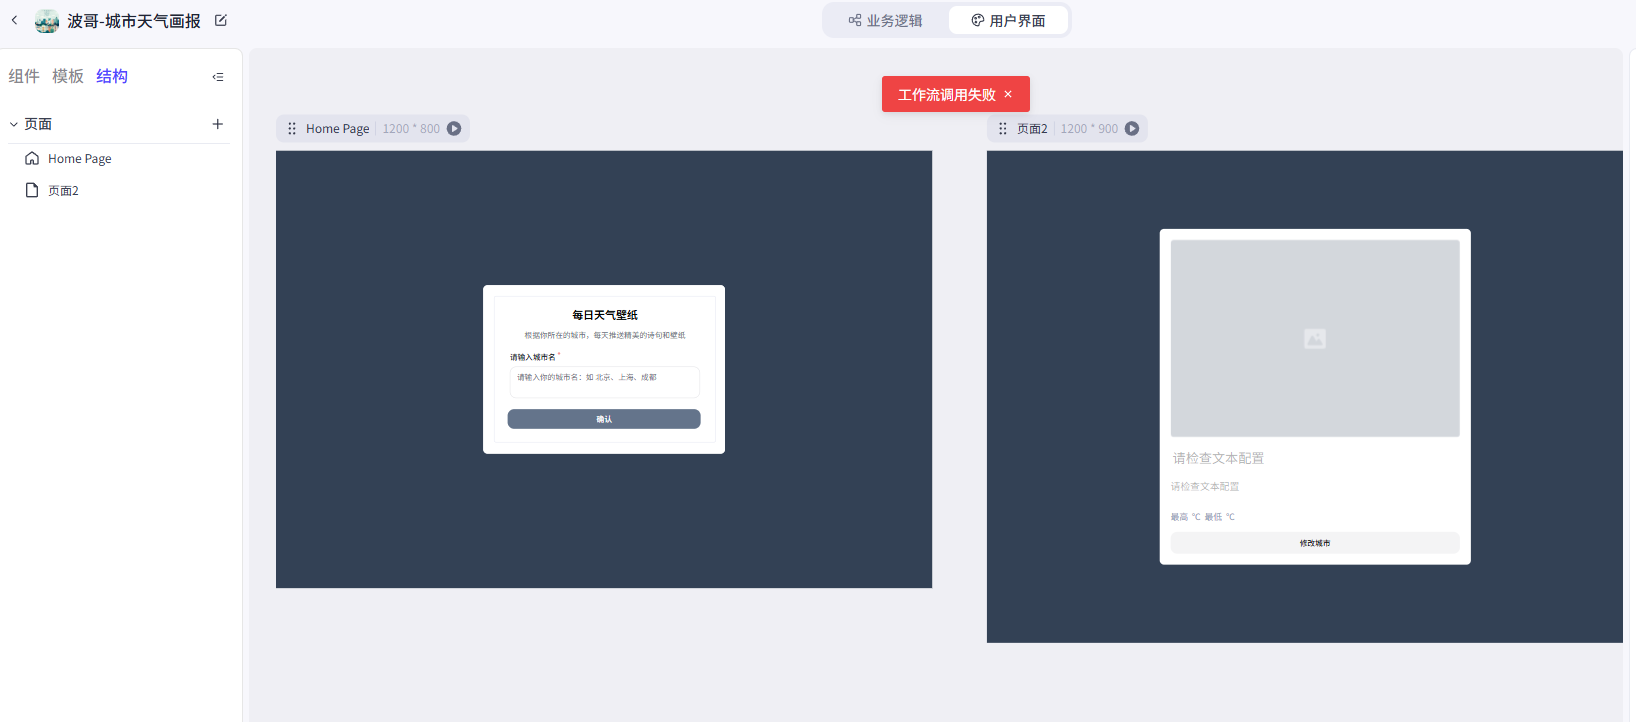 波哥-城市天气画报
业务逻辑
用户界面
组件 模板 结构
工作流调用失败 ×
页面
Home Page
页面2
Home Page 1200 * 800
每日天气壁纸
根据你所在的城市，每天推送精美的诗句和壁纸
请输入城市名 *
请输入你的城市名：如 北京、上海、成都
确认
页面2 1200 * 900
请检查文本配置
请检查文本配置
最高 ℃ 最低 ℃
修改城市